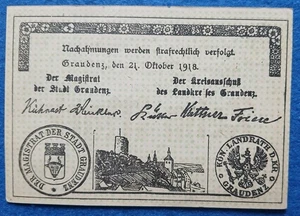 Nachahmungen werden strafrechtlich verfolgt.
Graudenz, den 21. Oktober 1918.
Der Magistrat
der Stadt Graudenz.
Der Kreisausschuß
des Landkreises Graudenz.
DER MAGISTRAT DER STADT GRAUDENZ
KÖN. LANDRATH D. KR. GRAUDENZ